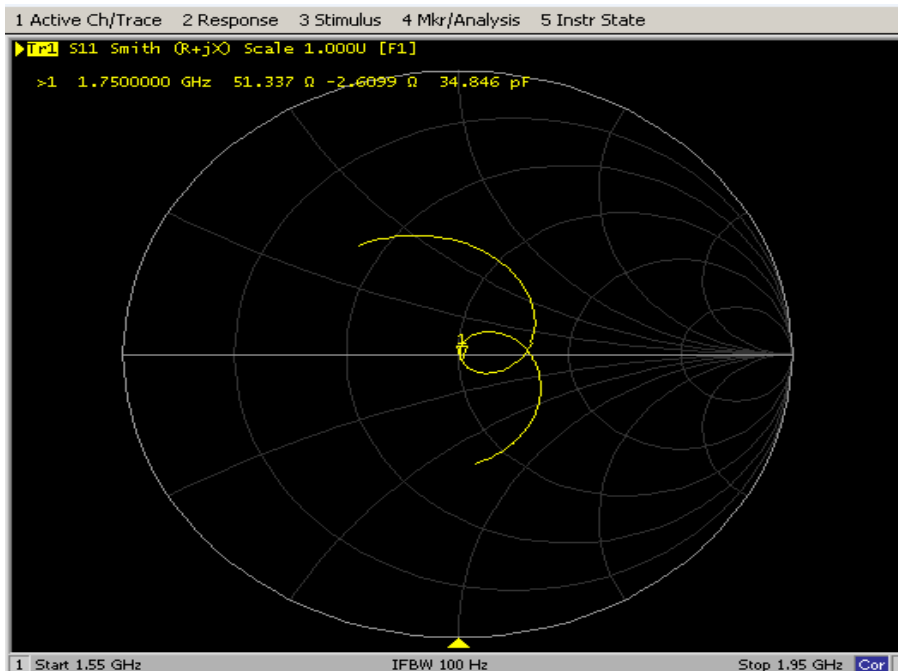 1 Active Ch/Trace 2 Response 3 Stimulus 4 Mkr/Analysis 5 Instr State
Tr1 S11 Smith (R+jX) Scale 1.000U [F1]
>1 1.7500000 GHz 51.337 Ω -2.6099 Ω 34.846 pF
1
1 Start 1.55 GHz IFBW 100 Hz Stop 1.95 GHz Cor